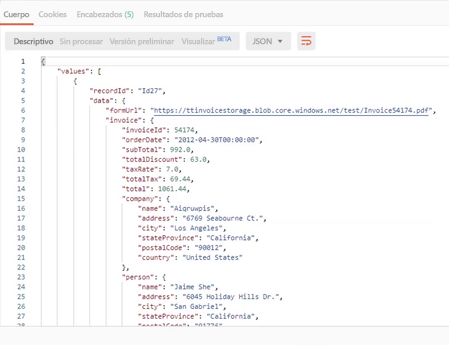 Cuerpo Cookies Encabezados (5) Resultados de pruebas
Descriptivo Sin procesar Versión preliminar Visualizar BETA JSON
1 {
2 "values": [
3 {
4 "recordId": "Id27",
5 "data": {
6 "formUrl": "https://ttinvoicestorage.blob.core.windows.net/test/Invoice54174.pdf",
7 "invoice": {
8 "invoiceId": 54174,
9 "orderDate": "2012-04-30T00:00:00",
10 "subTotal": 992.0,
11 "totalDiscount": 63.0,
12 "taxRate": 7.0,
13 "totalTax": 69.44,
14 "total": 1061.44,
15 "company": {
16 "name": "Aiqruwpis",
17 "address": "6769 Seabourne Ct.",
18 "city": "Los Angeles",
19 "stateProvince": "California",
20 "postalCode": "90012",
21 "country": "United States"
22 },
23 "person": {
24 "name": "Jaime She",
25 "address": "6045 Holiday Hills Dr.",
26 "city": "San Gabriel",
27 "stateProvince": "California",
28 "postalCode": "91776",